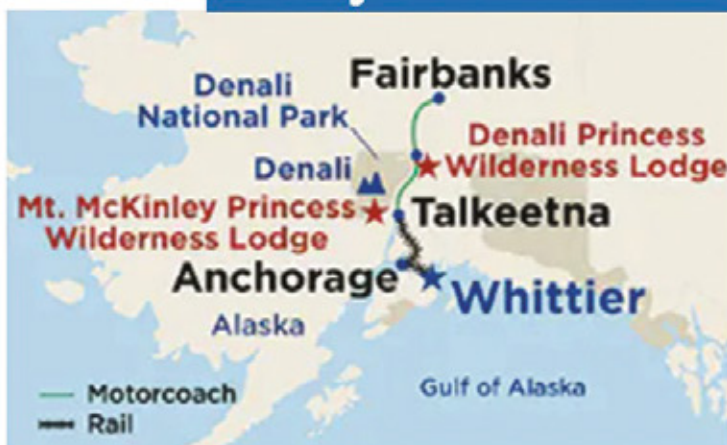 Fairbanks
Denali
National Park
Denali Princess
Wilderness Lodge
Denali
Mt. McKinley Princess
Wilderness Lodge
Talkeetna
Anchorage
Whittier
Alaska
Motorcoach
Gulf of Alaska
Rail